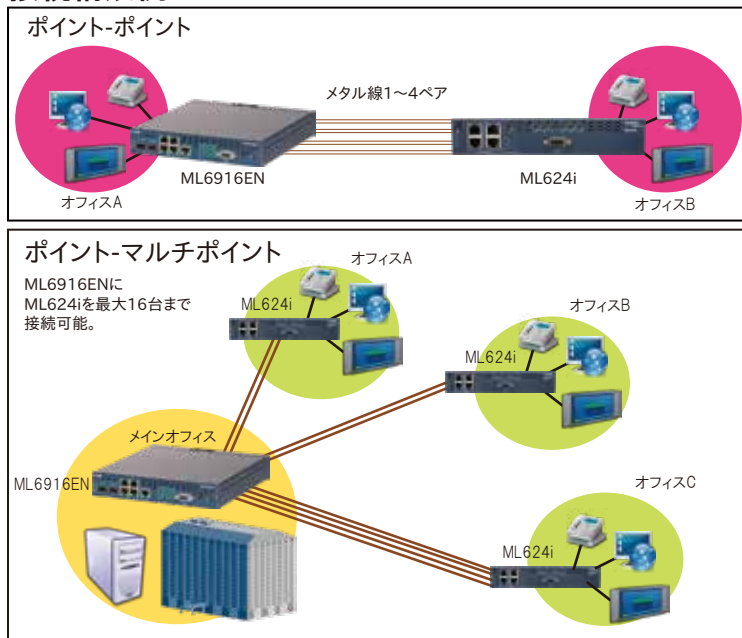 ポイント-ポイント
メタル線1～4ペア
ML6916EN
ML624i
オフィスA
オフィスB
ポイント-マルチポイント
ML6916ENに
ML624iを最大16台まで
接続可能。
オフィスA
ML624i
オフィスB
ML624i
メインオフィス
ML6916EN
オフィスC
ML624i